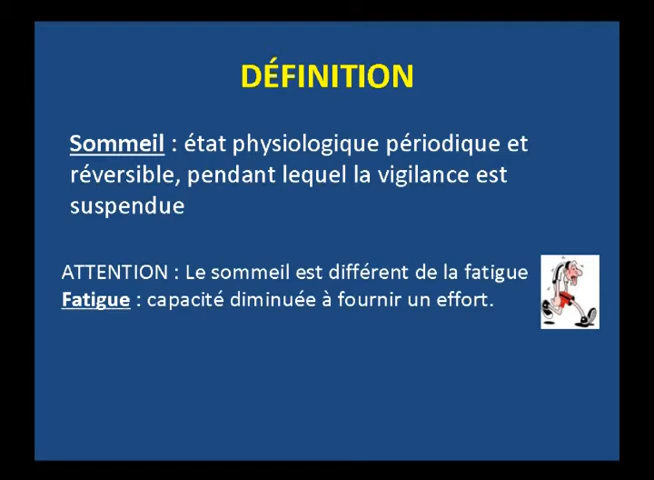 DÉFINITION
Sommeil : état physiologique périodique et
réversible, pendant lequel la vigilance est
suspendue
ATTENTION : Le sommeil est différent de la fatigue
Fatigue : capacité diminuée à fournir un effort.